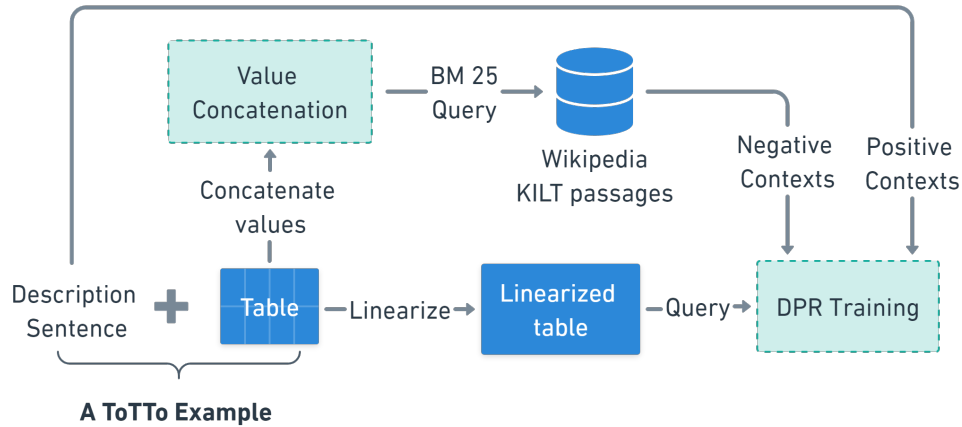 Value
Concatenation
BM 25
Query
Wikipedia
KILT passages
Negative
Contexts
Positive
Contexts
Concatenate
values
Description
Sentence
Table
Linearize
Linearized
table
Query
DPR Training
A ToTTo Example